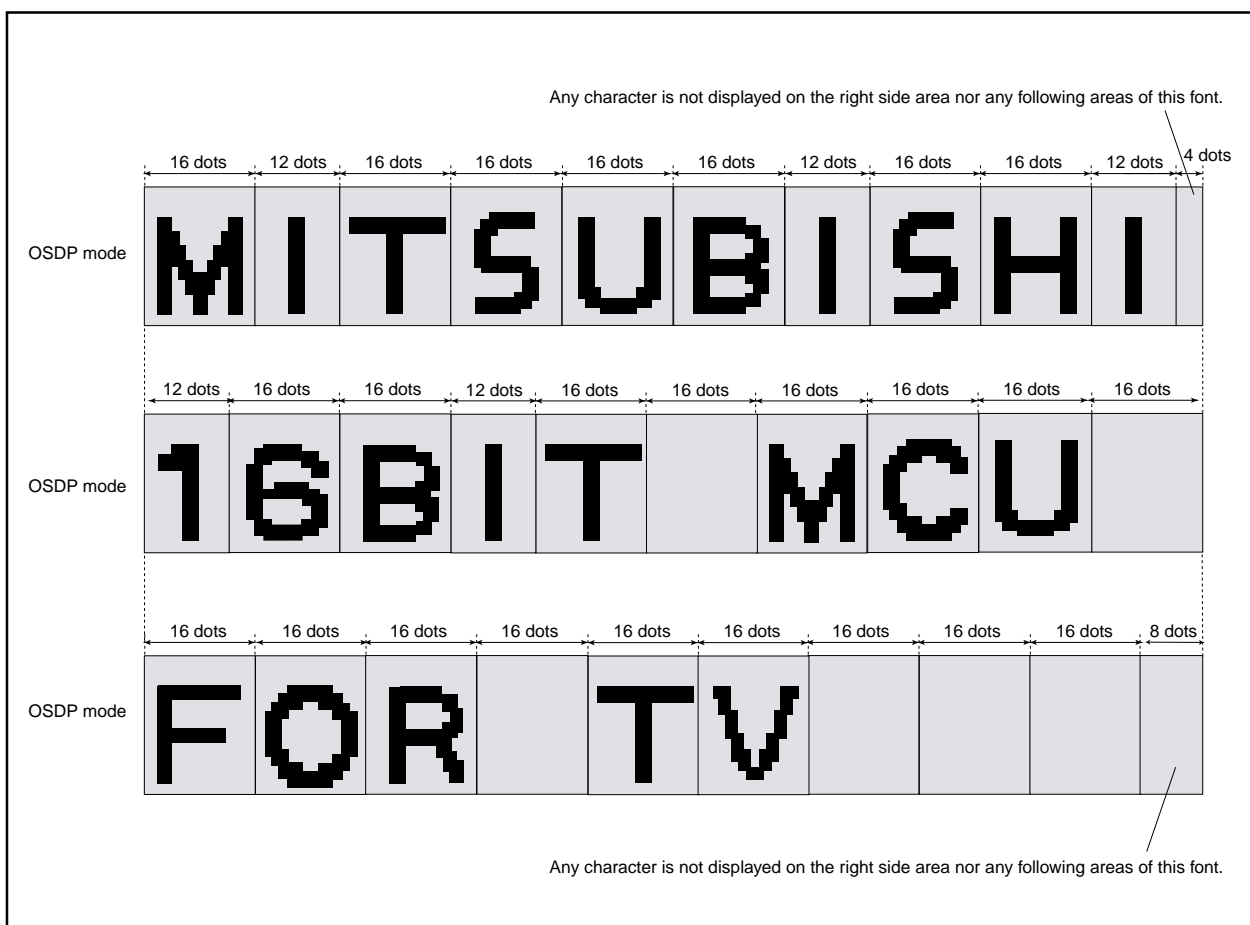 Any character is not displayed on the right side area nor any following areas of this font.
16 dots 12 dots 16 dots 16 dots 16 dots 16 dots 12 dots 16 dots 16 dots 12 dots 4 dots
OSDP mode MITSUBISHI
12 dots 16 dots 16 dots 12 dots 16 dots 16 dots 16 dots 16 dots 16 dots 16 dots
OSDP mode 16BIT MCU
16 dots 16 dots 16 dots 16 dots 16 dots 16 dots 16 dots 16 dots 16 dots 8 dots
OSDP mode FOR TV
Any character is not displayed on the right side area nor any following areas of this font.